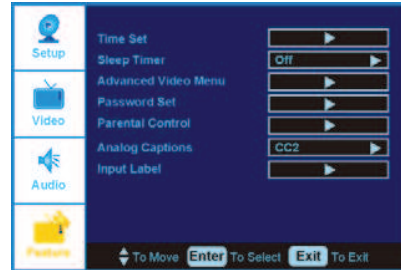 Setup
Video
Audio
Feature
Time Set
Sleep Timer Off
Advanced Video Menu
Password Set
Parental Control
Analog Captions CC2
Input Label
To Move Enter To Select Exit To Exit